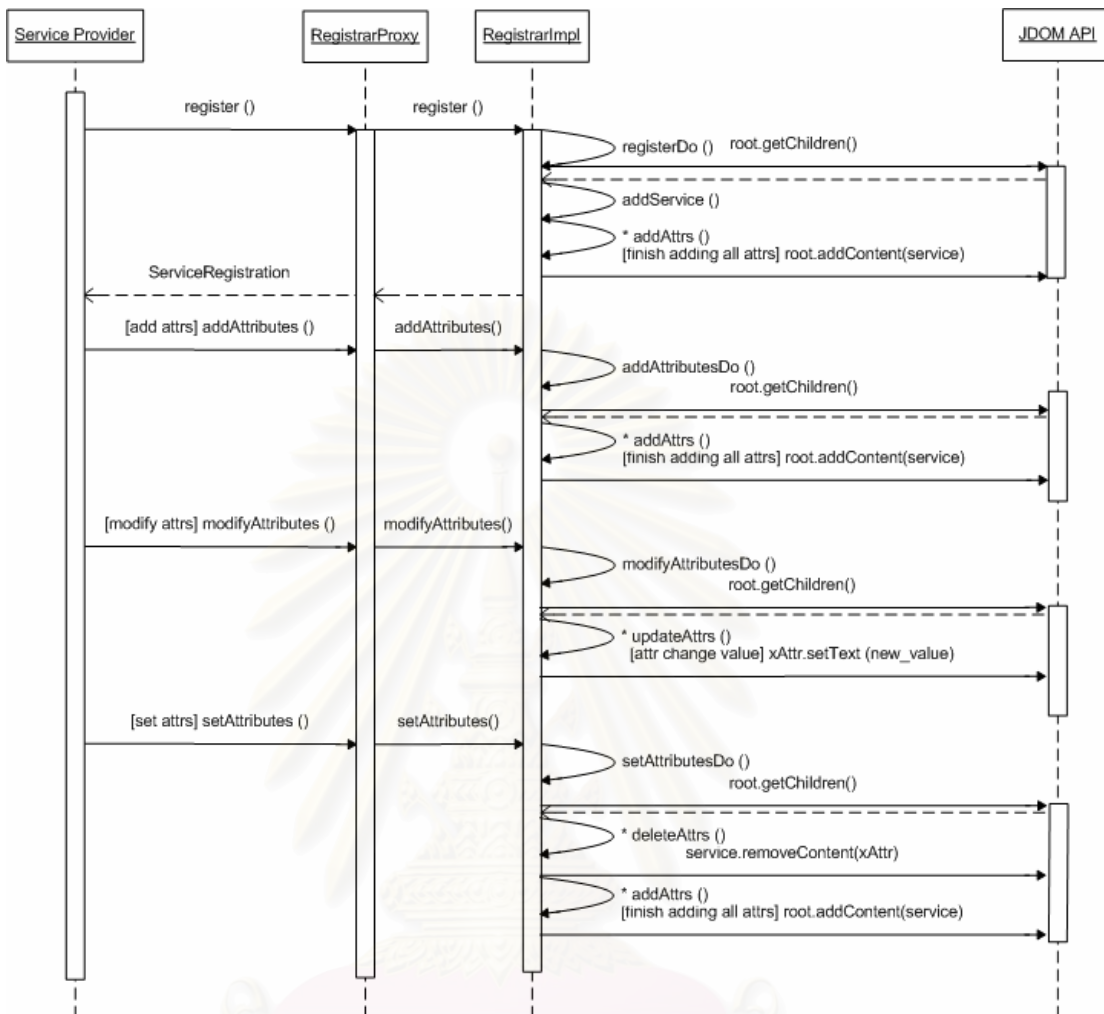 Service Provider
RegistrarProxy
RegistrarImpl
JDOM API
register ()
register ()
registerDo ()
root.getChildren()
addService ()
* addAttrs ()
[finish adding all attrs] root.addContent(service)
ServiceRegistration
[add attrs] addAttributes ()
addAttributes()
addAttributesDo ()
root.getChildren()
* addAttrs ()
[finish adding all attrs] root.addContent(service)
[modify attrs] modifyAttributes ()
modifyAttributes()
modifyAttributesDo ()
root.getChildren()
* updateAttrs ()
[attr change value] xAttr.setText (new_value)
[set attrs] setAttributes ()
setAttributes()
setAttributesDo ()
root.getChildren()
* deleteAttrs ()
service.removeContent(xAttr)
* addAttrs ()
[finish adding all attrs] root.addContent(service)